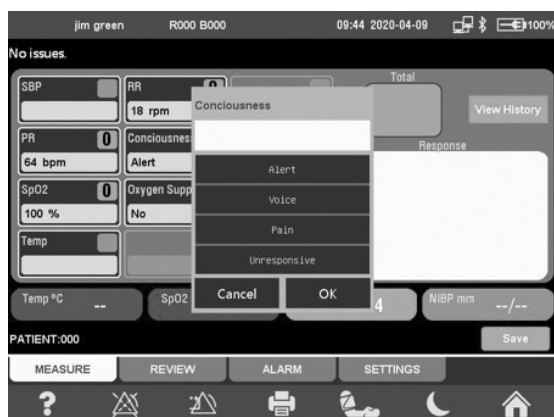 jim green R000 B000 09:44 2020-04-09 100%
No issues.
SBP RR 0 Total
18 rpm Conciousness View History
PR 0 Conciousnes Response
64 bpm Alert Alert
SpO2 0 Oxygen Supp Voice
100 % No Pain
Temp Unresponsive
Temp °C -- SpO2 Cancel OK 4 NIBP mm --/--
PATIENT:000 Save
MEASURE REVIEW ALARM SETTINGS
?